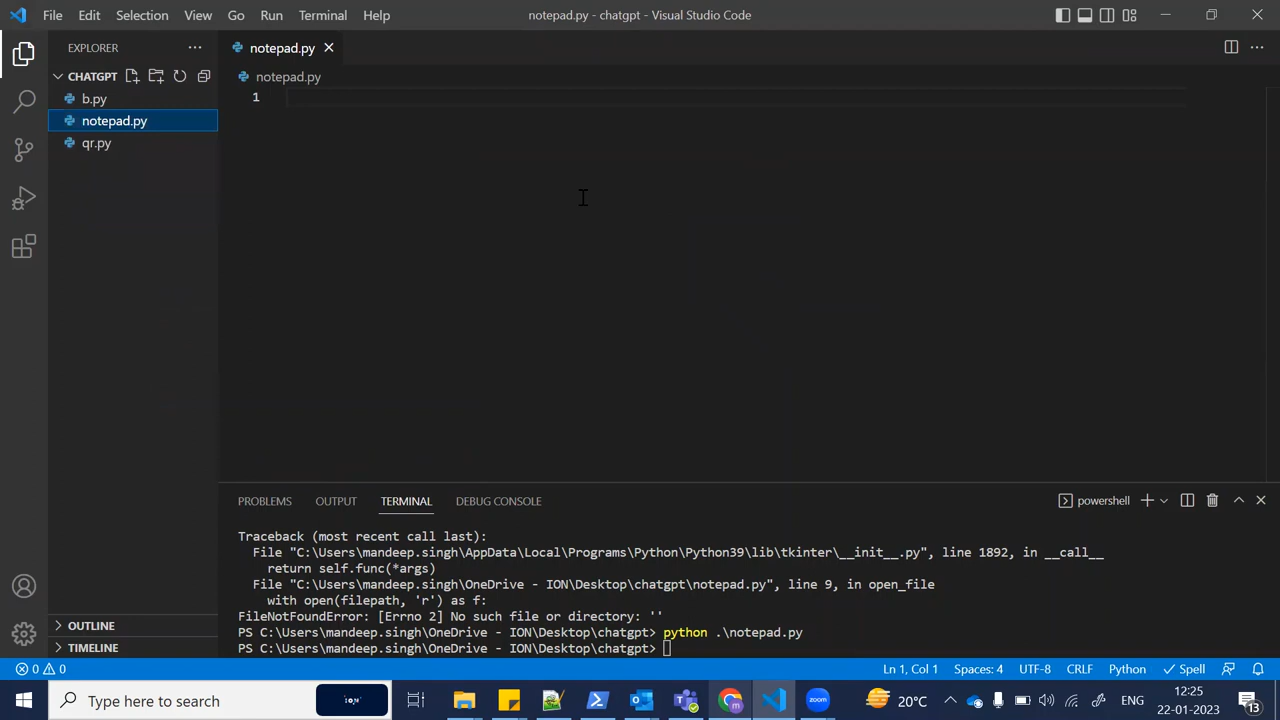 File Edit Selection View Go Run Terminal Help
notepad.py - chatgpt - Visual Studio Code
EXPLORER
notepad.py
CHATGPT
notepad.py
b.py
1
notepad.py
qr.py
PROBLEMS OUTPUT TERMINAL DEBUG CONSOLE
powershell
Traceback (most recent call last):
File "C:\Users\mandeep.singh\AppData\Local\Programs\Python\Python39\lib\tkinter\__init__.py", line 1892, in __call__
return self.func(*args)
File "C:\Users\mandeep.singh\OneDrive - ION\Desktop\chatgpt\notepad.py", line 9, in open_file
with open(filepath, 'r') as f:
FileNotFoundError: [Errno 2] No such file or directory: ''
PS C:\Users\mandeep.singh\OneDrive - ION\Desktop\chatgpt> python .\notepad.py
PS C:\Users\mandeep.singh\OneDrive - ION\Desktop\chatgpt>
OUTLINE
TIMELINE
0 0
Ln 1, Col 1 Spaces: 4 UTF-8 CRLF Python Spell
Type here to search
ION
20°C
ENG
12:25
22-01-2023
13